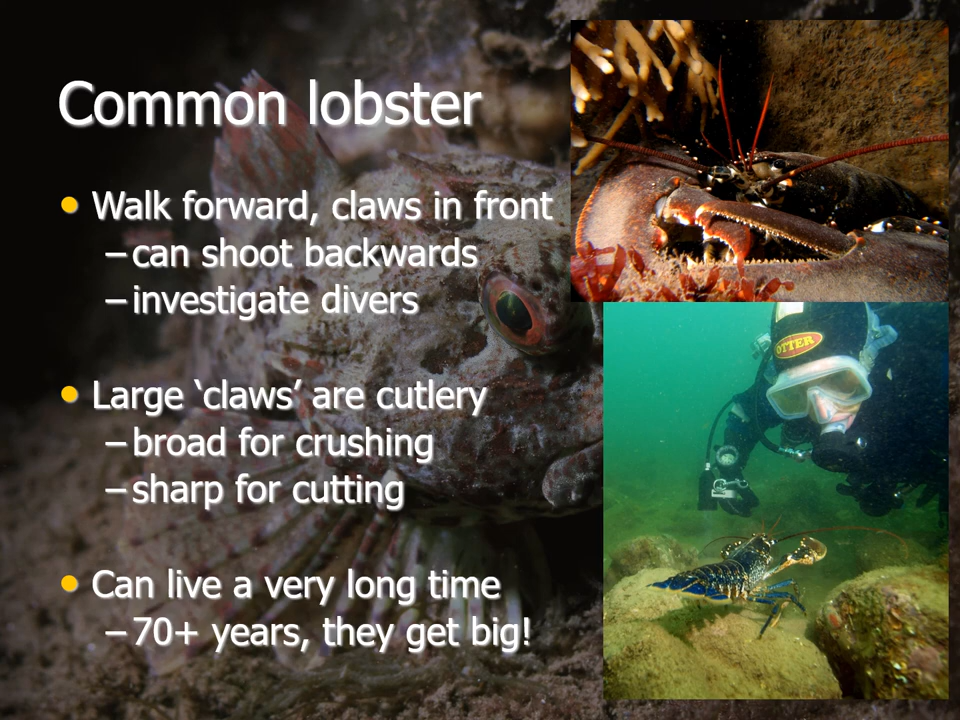 Common lobster
• Walk forward, claws in front
– can shoot backwards
– investigate divers
• Large ‘claws’ are cutlery
– broad for crushing
– sharp for cutting
• Can live a very long time
– 70+ years, they get big!
OTTER